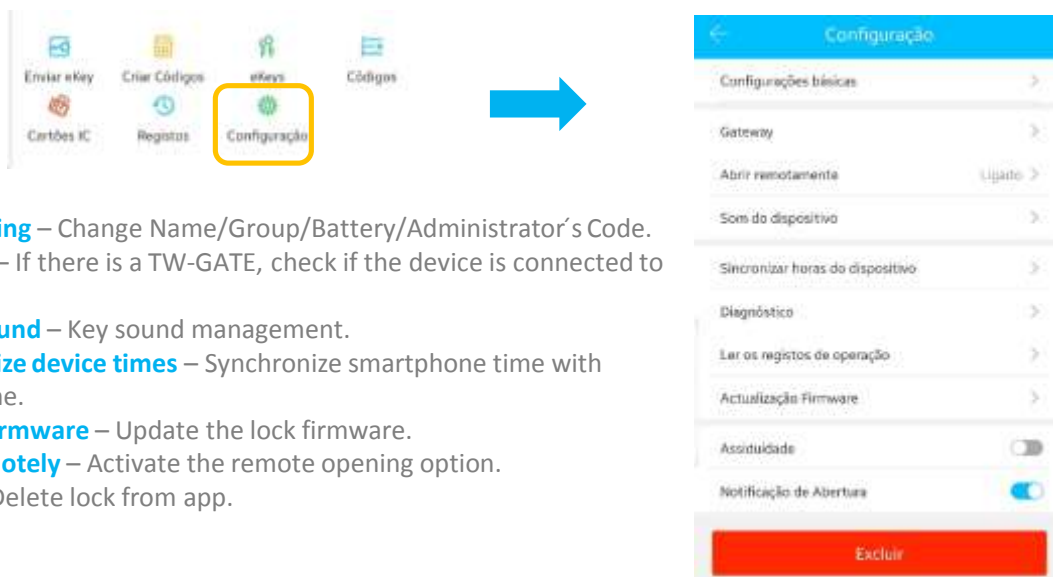 Enviar eKey Criar Códigos eKeys Códigos
Cartões IC Registos Configuração
ing – Change Name/Group/Battery/Administrator´s Code.
– If there is a TW-GATE, check if the device is connected to
und – Key sound management.
ize device times – Synchronize smartphone time with
ne.
rmware – Update the lock firmware.
otely – Activate the remote opening option.
Delete lock from app.
Configuração
Configurações básicas
Gateway
Abrir remotamente Ligado
Som do dispositivo
Sincronizar horas do dispositivo
Diagnóstico
Ler os registos de operação
Actualização Firmware
Assiduidade
Notificação de Abertura
Excluir